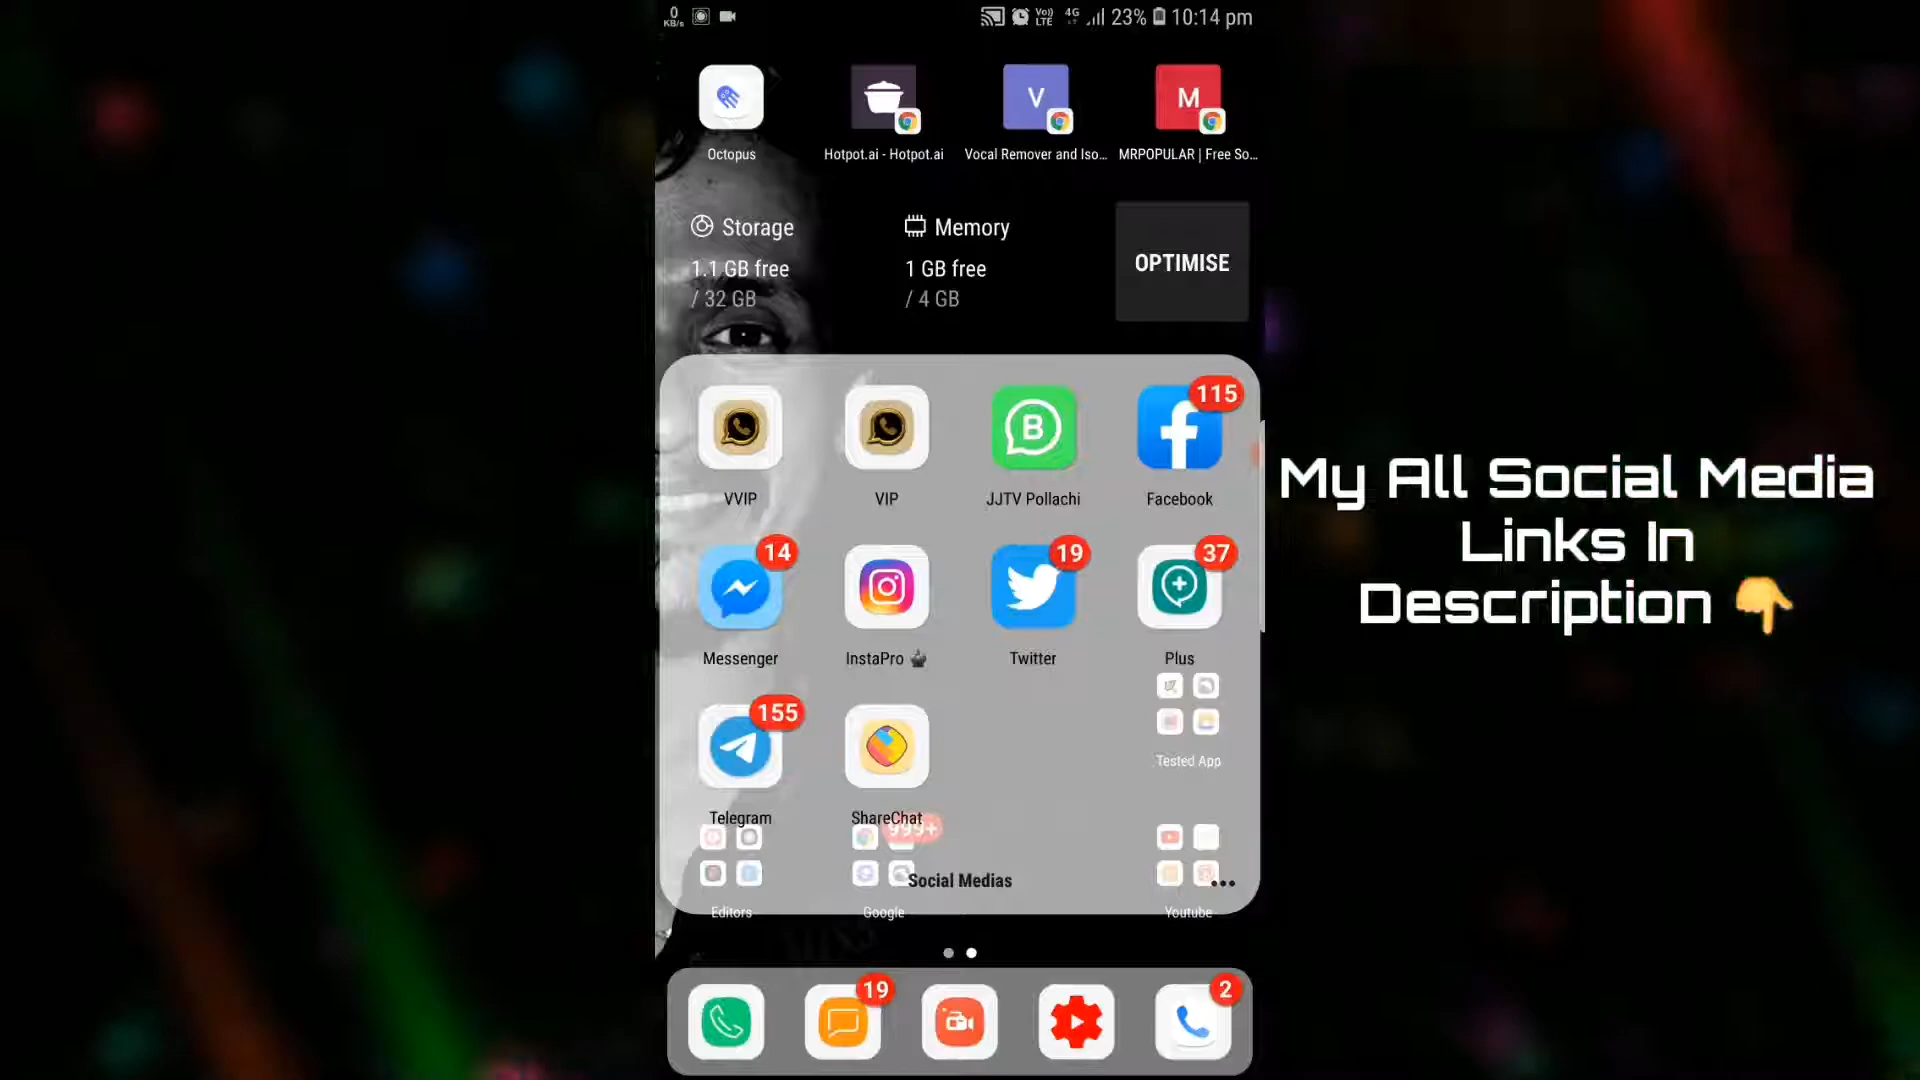 0
KB/s
Vo))
LTE
4G
23%
10:14 pm
Octopus
Hotpot.ai - Hotpot.ai
V
Vocal Remover and Iso...
M
MRPOPULAR | Free So...
Storage
1.1 GB free
/ 32 GB
Memory
1 GB free
/ 4 GB
OPTIMISE
VVIP
VIP
B
JJTV Pollachi
115
Facebook
14
Messenger
InstaPro
19
Twitter
37
Plus
155
Telegram
ShareChat
Tested App
999+
Social Medias
Editors
Google
Youtube
19
2
My All Social Media
Links In
Description 👇